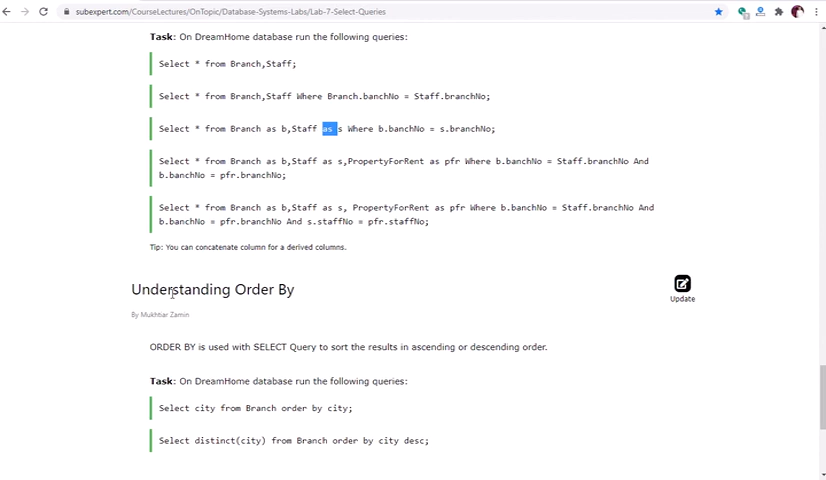 subexpert.com/CourseLectures/OnTopic/Database-Systems-Labs/Lab-7-Select-Queries
Task: On DreamHome database run the following queries:
Select * from Branch,Staff;
Select * from Branch,Staff Where Branch.banchNo = Staff.branchNo;
Select * from Branch as b,Staff as s Where b.banchNo = s.branchNo;
Select * from Branch as b,Staff as s,PropertyForRent as pfr Where b.banchNo = Staff.branchNo And
b.banchNo = pfr.branchNo;
Select * from Branch as b,Staff as s, PropertyForRent as pfr Where b.banchNo = Staff.branchNo And
b.banchNo = pfr.branchNo And s.staffNo = pfr.staffNo;
Tip: You can concatenate column for a derived columns.
Understanding Order By
Update
By Mukhtiar Zamin
ORDER BY is used with SELECT Query to sort the results in ascending or descending order.
Task: On DreamHome database run the following queries:
Select city from Branch order by city;
Select distinct(city) from Branch order by city desc;